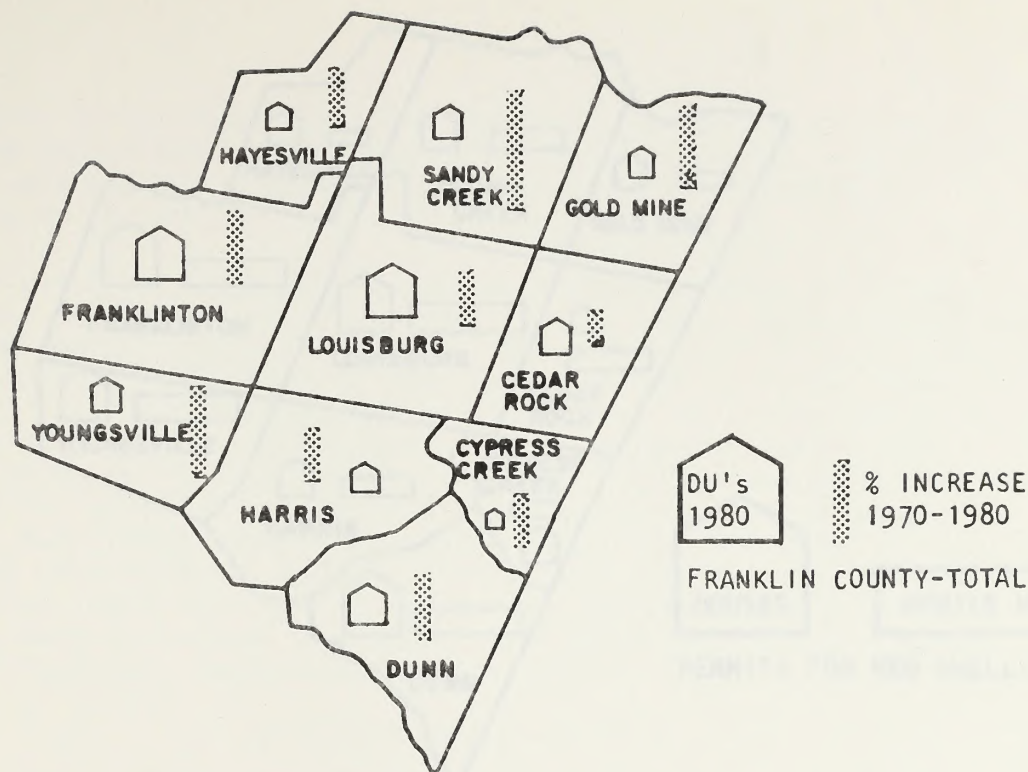 HAYESVILLE
SANDY
CREEK
GOLD MINE
FRANKLINTON
LOUISBURG
CEDAR
ROCK
YOUNGSVILLE
CYPRESS
CREEK
HARRIS
DUNN
DU's
1980
% INCREASE
1970-1980
FRANKLIN COUNTY-TOTAL